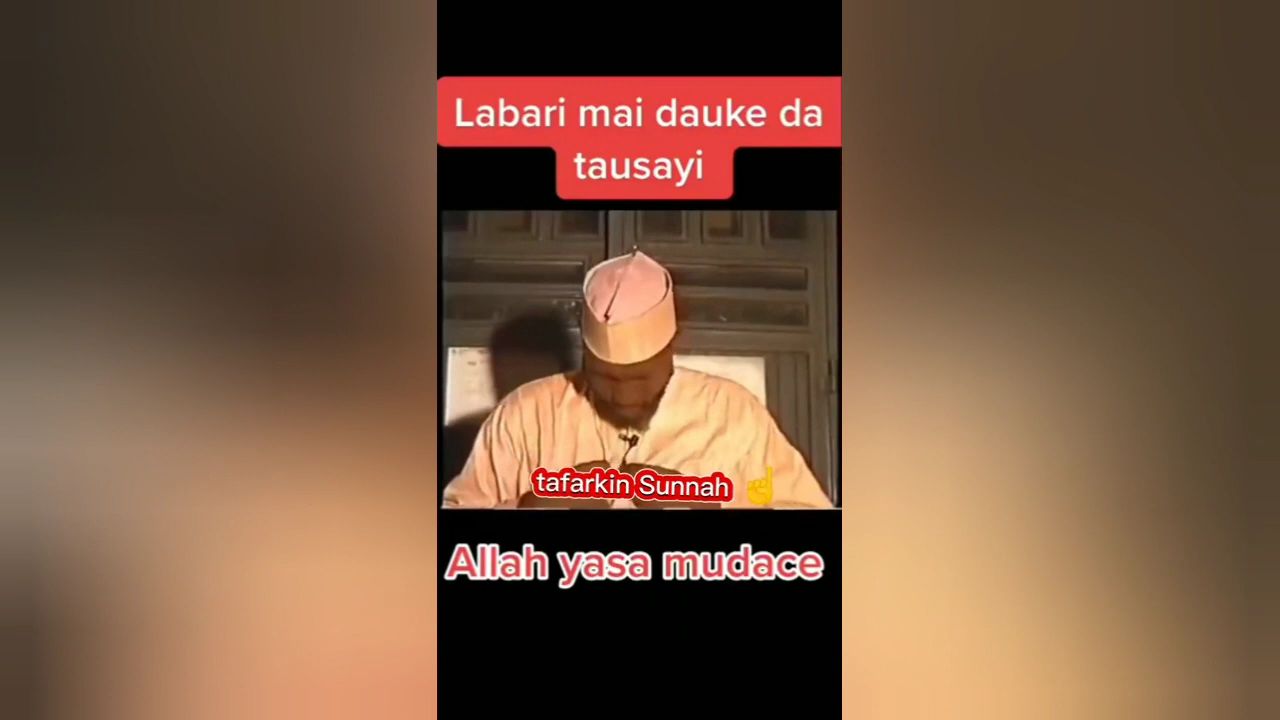 Labari mai dauke da
tausayi
tafarkin Sunnah ☝
Allah yasa mudace